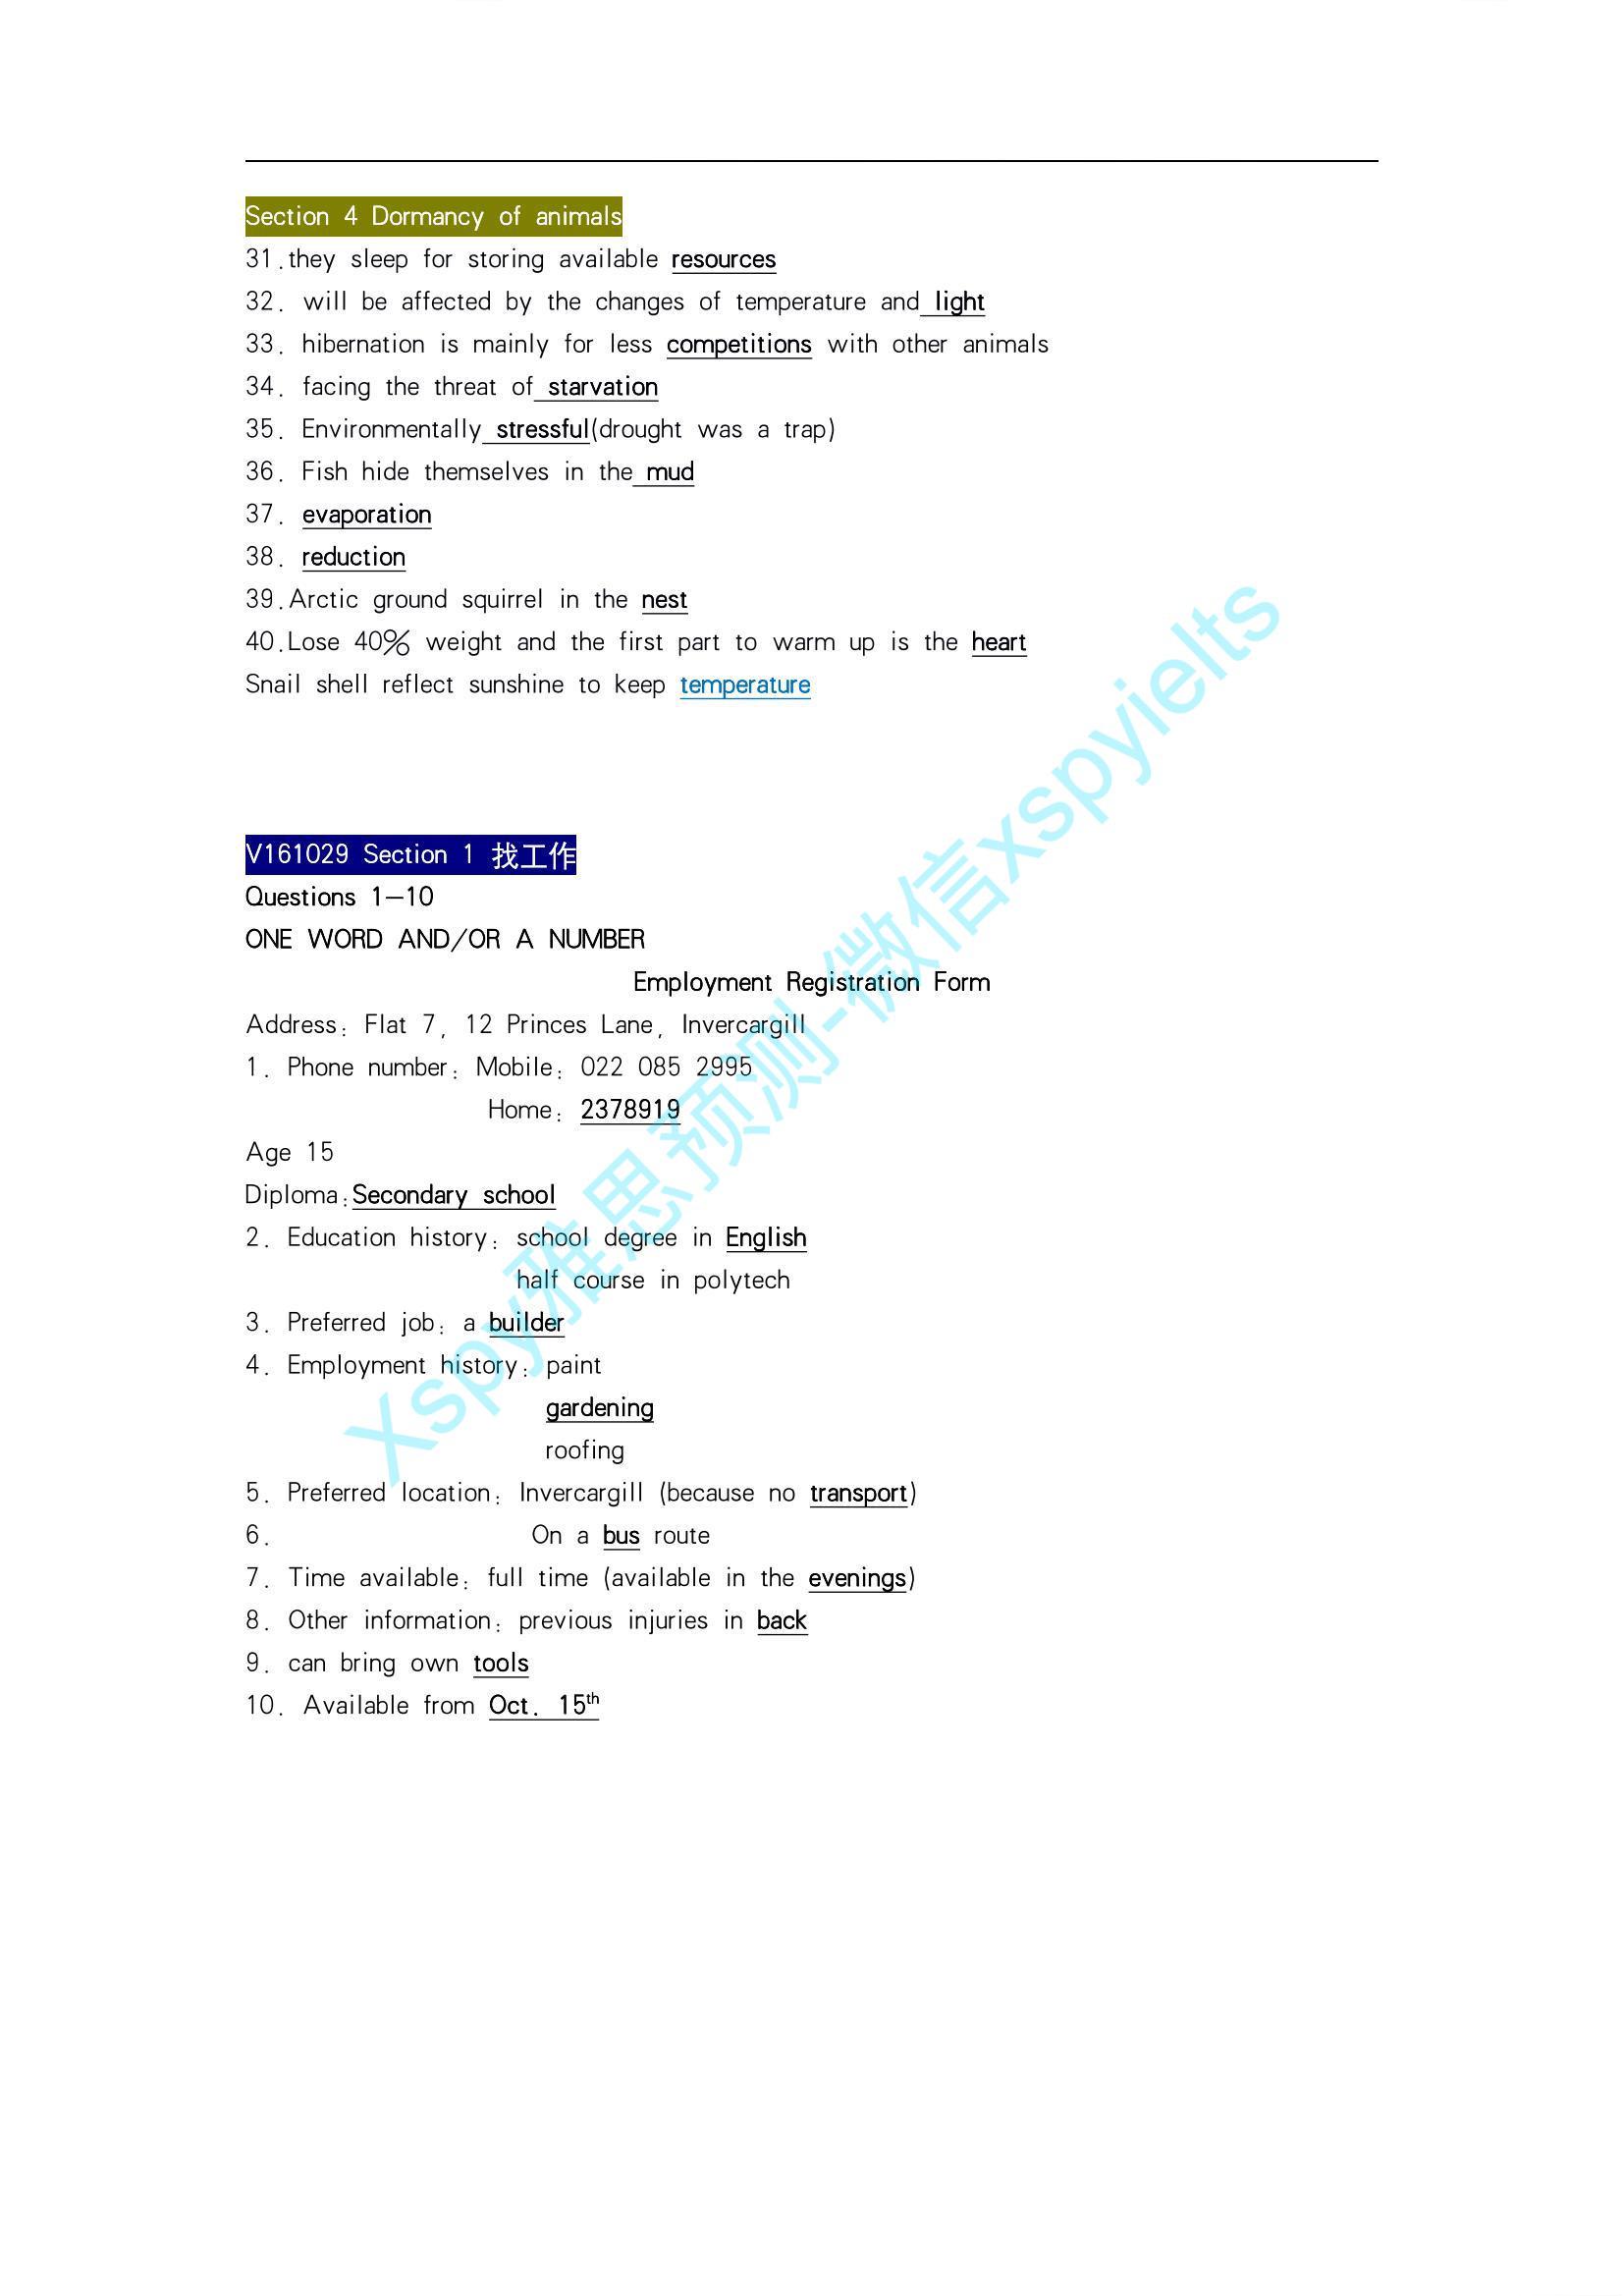 Section 4 Dormancy of animals
31.they sleep for storing available resources
32. will be affected by the changes of temperature and light
33. hibernation is mainly for less competitions with other animals
34. facing the threat of starvation
35. Environmentally stressful(drought was a trap)
36. Fish hide themselves in the mud
37. evaporation
38. reduction
39.Arctic ground squirrel in the nest
40.Lose 40% weight and the first part to warm up is the heart
Snail shell reflect sunshine to keep temperature
V161029 Section 1 找工作
Questions 1—10
ONE WORD AND/OR A NUMBER
Employment Registration Form
Address: Flat 7, 12 Princes Lane, Invercargill
1. Phone number: Mobile: 022 085 2995
Home: 2378919
Age 15
Diploma:Secondary school
2. Education history: school degree in English
half course in polytech
3. Preferred job: a builder
4. Employment history: paint
gardening
roofing
5. Preferred location: Invercargill (because no transport)
6. On a bus route
7. Time available: full time (available in the evenings)
8. Other information: previous injuries in back
9. can bring own tools
10. Available from Oct. 15th
Xspy雅思预测-微信xspyielts